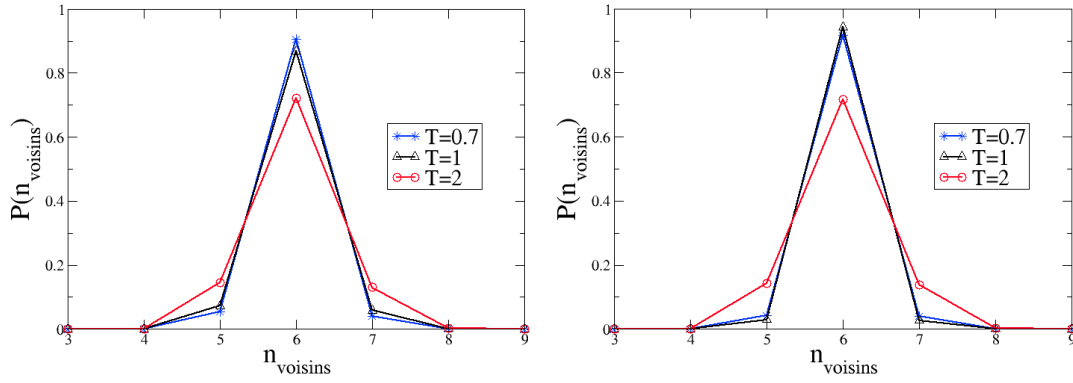 1
0.8
0.6
0.4
0.2
0
P(n_voisins)
3 4 5 6 7 8 9
n_voisins
T=0.7
T=1
T=2
1
0.8
0.6
0.4
0.2
0
P(n_voisins)
3 4 5 6 7 8 9
n_voisins
T=0.7
T=1
T=2